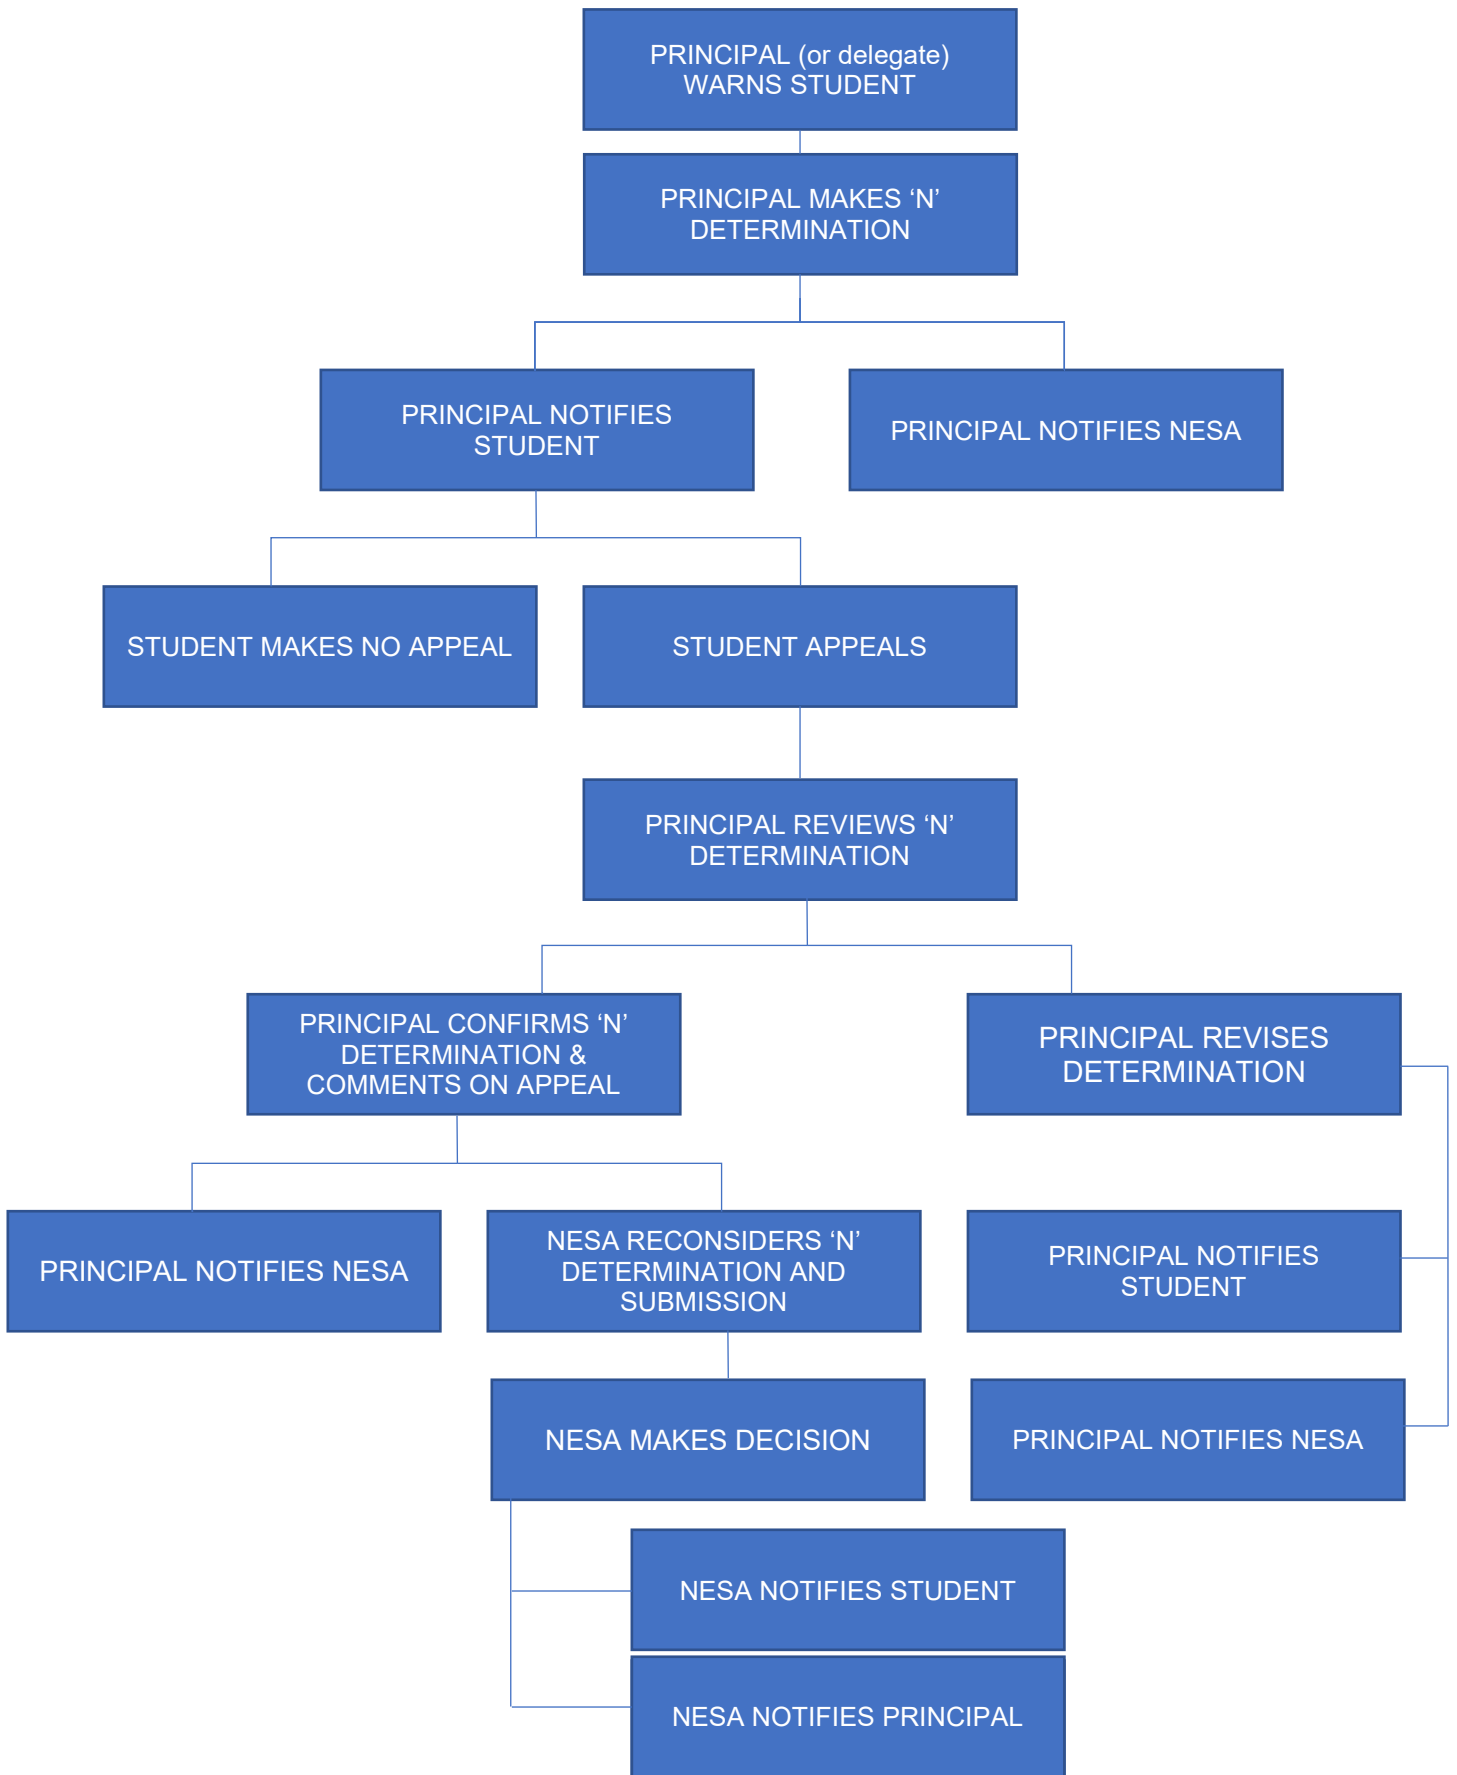 PRINCIPAL (or delegate)
WARNS STUDENT
PRINCIPAL MAKES ‘N’
DETERMINATION
PRINCIPAL NOTIFIES
STUDENT
PRINCIPAL NOTIFIES NESA
STUDENT MAKES NO APPEAL
STUDENT APPEALS
PRINCIPAL REVIEWS ‘N’
DETERMINATION
PRINCIPAL CONFIRMS ‘N’
DETERMINATION &
COMMENTS ON APPEAL
PRINCIPAL REVISES
DETERMINATION
PRINCIPAL NOTIFIES NESA
NESA RECONSIDERS ‘N’
DETERMINATION AND
SUBMISSION
PRINCIPAL NOTIFIES
STUDENT
NESA MAKES DECISION
PRINCIPAL NOTIFIES NESA
NESA NOTIFIES STUDENT
NESA NOTIFIES PRINCIPAL